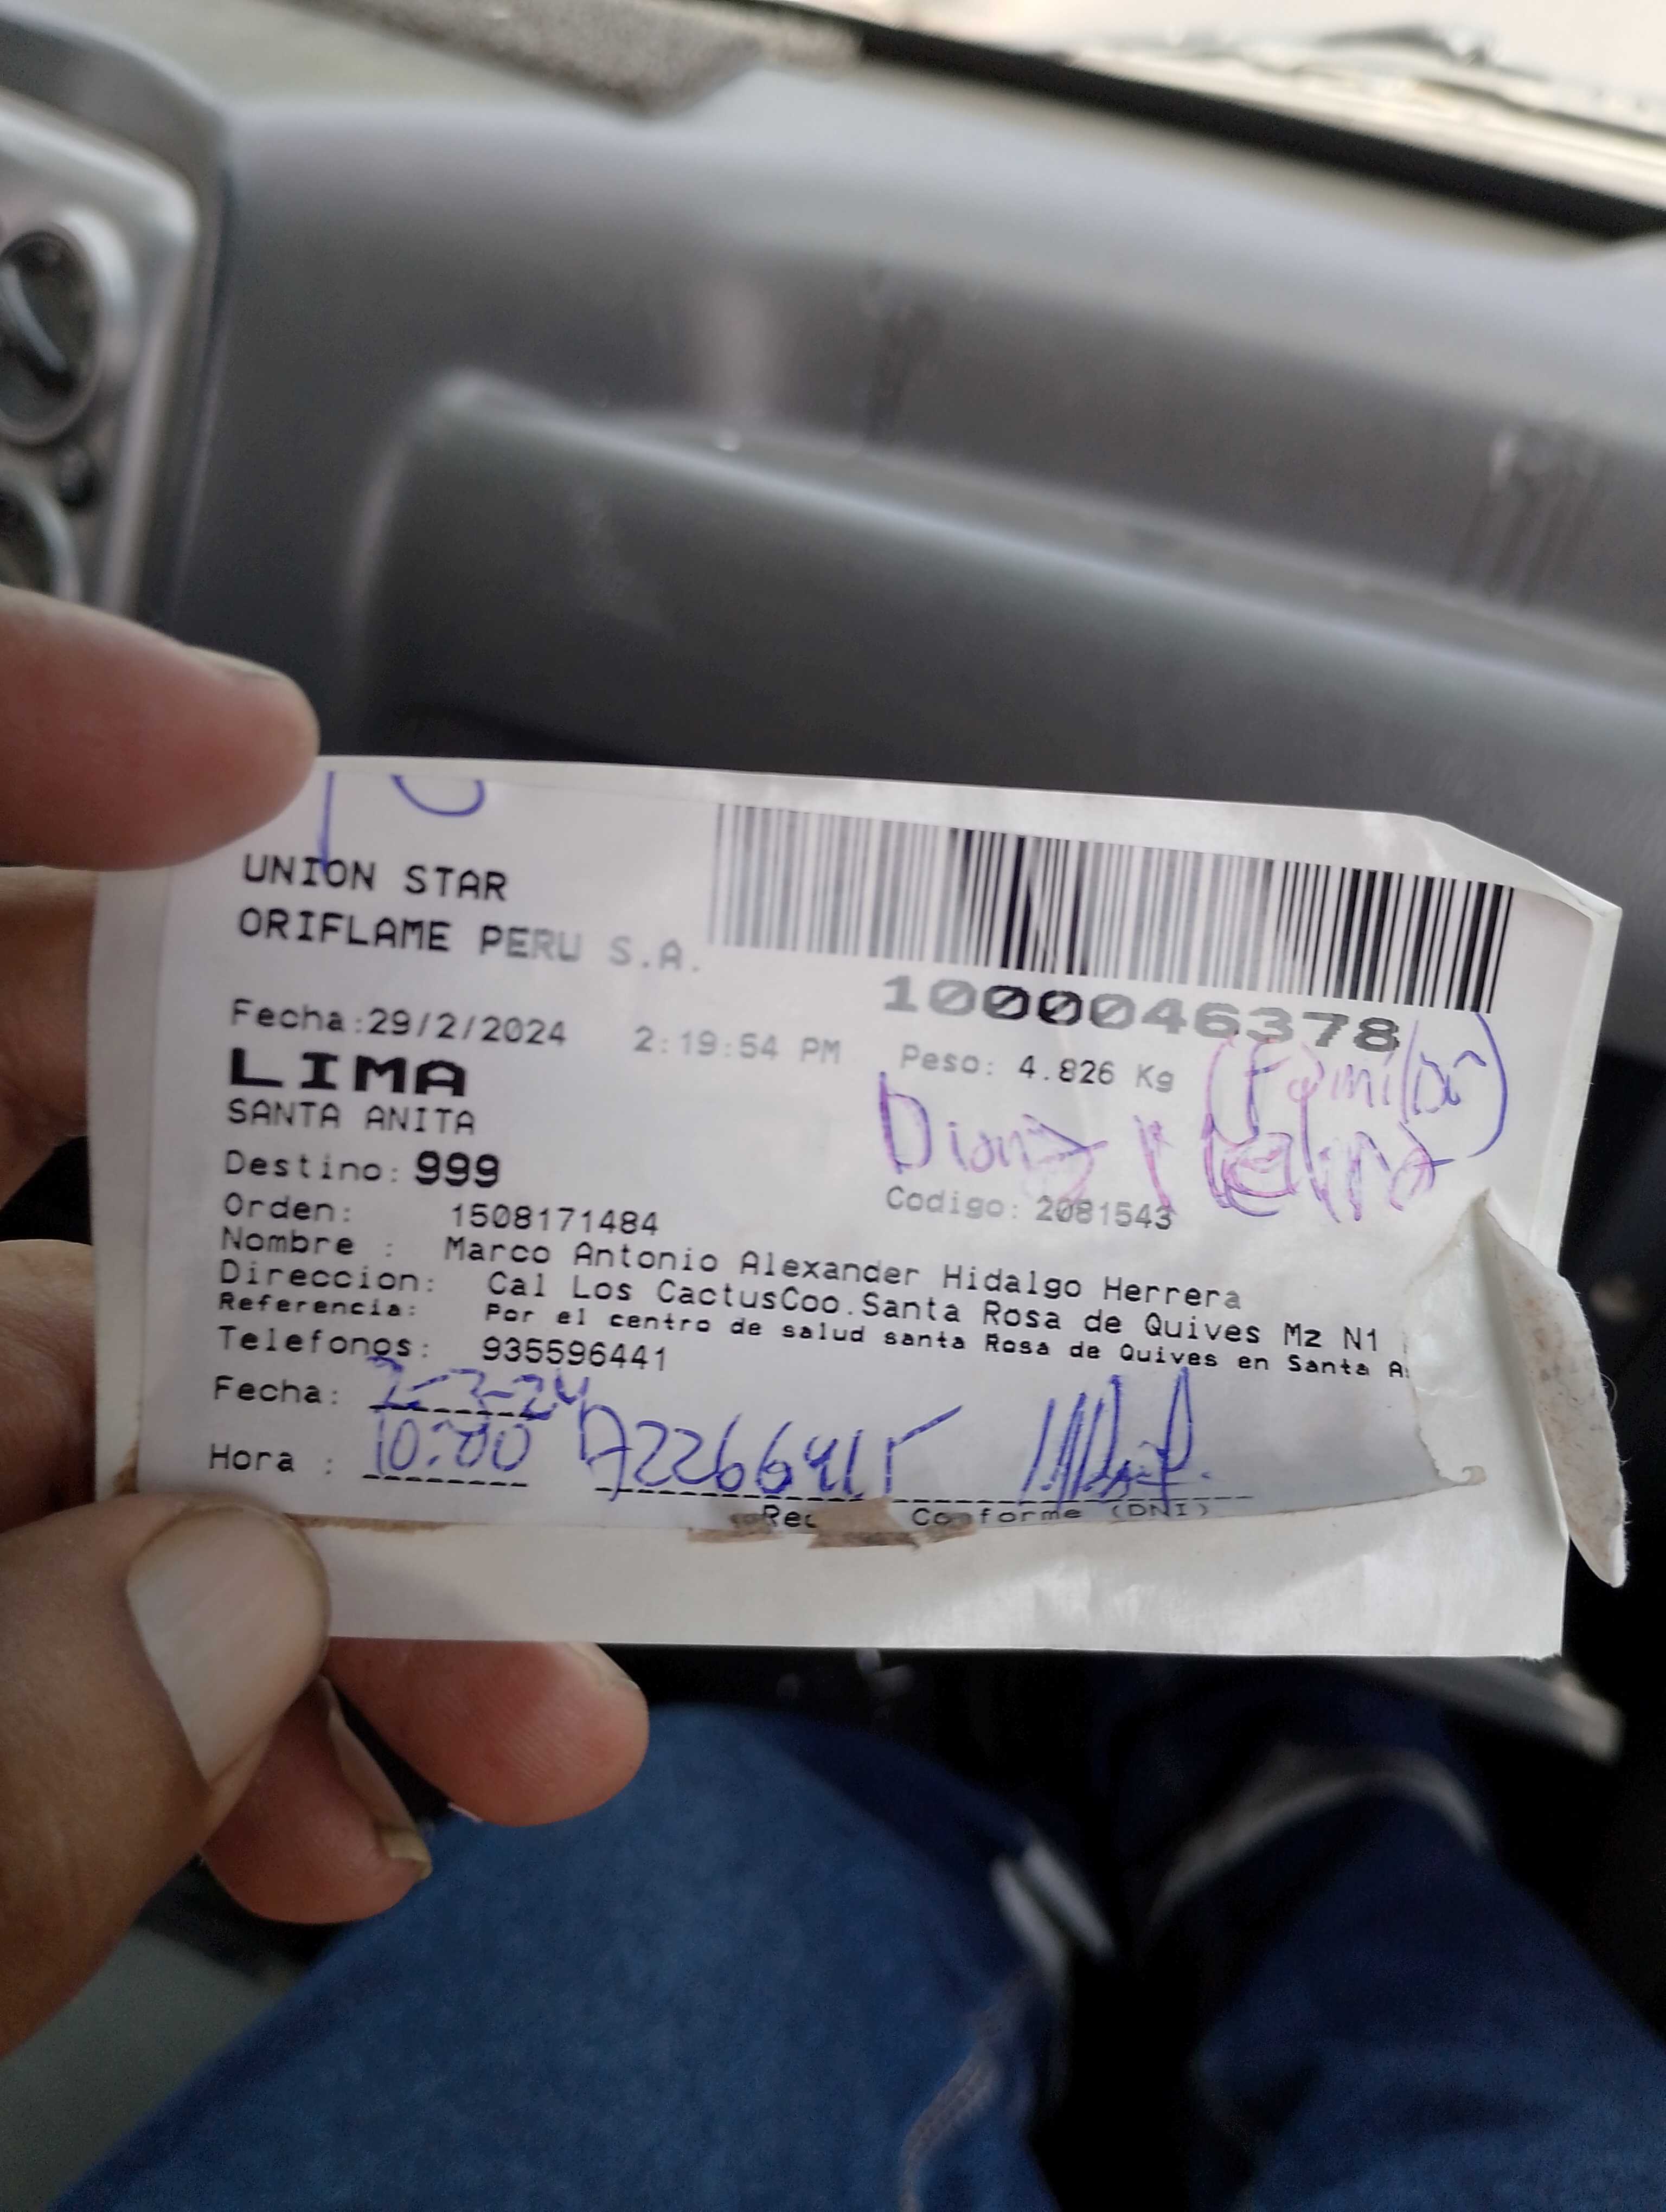 UNION STAR
ORIFLAME PERU S.A.
1000046378
Fecha:29/2/2024 2:19:54 PM Peso: 4.826 Kg
(Familiar)
LIMA
SANTA ANITA
Diana
Destino: 999
Codigo: 2081543
Orden: 1508171484
Nombre : Marco Antonio Alexander Hidalgo Herrera
Direccion: Cal Los CactusCoo.Santa Rosa de Quives Mz N1
Referencia: Por el centro de salud santa Rosa de Quives en Santa A
Telefonos: 935596441
Fecha: 2-3-24
Hora : 10:00
Conforme (DNI)